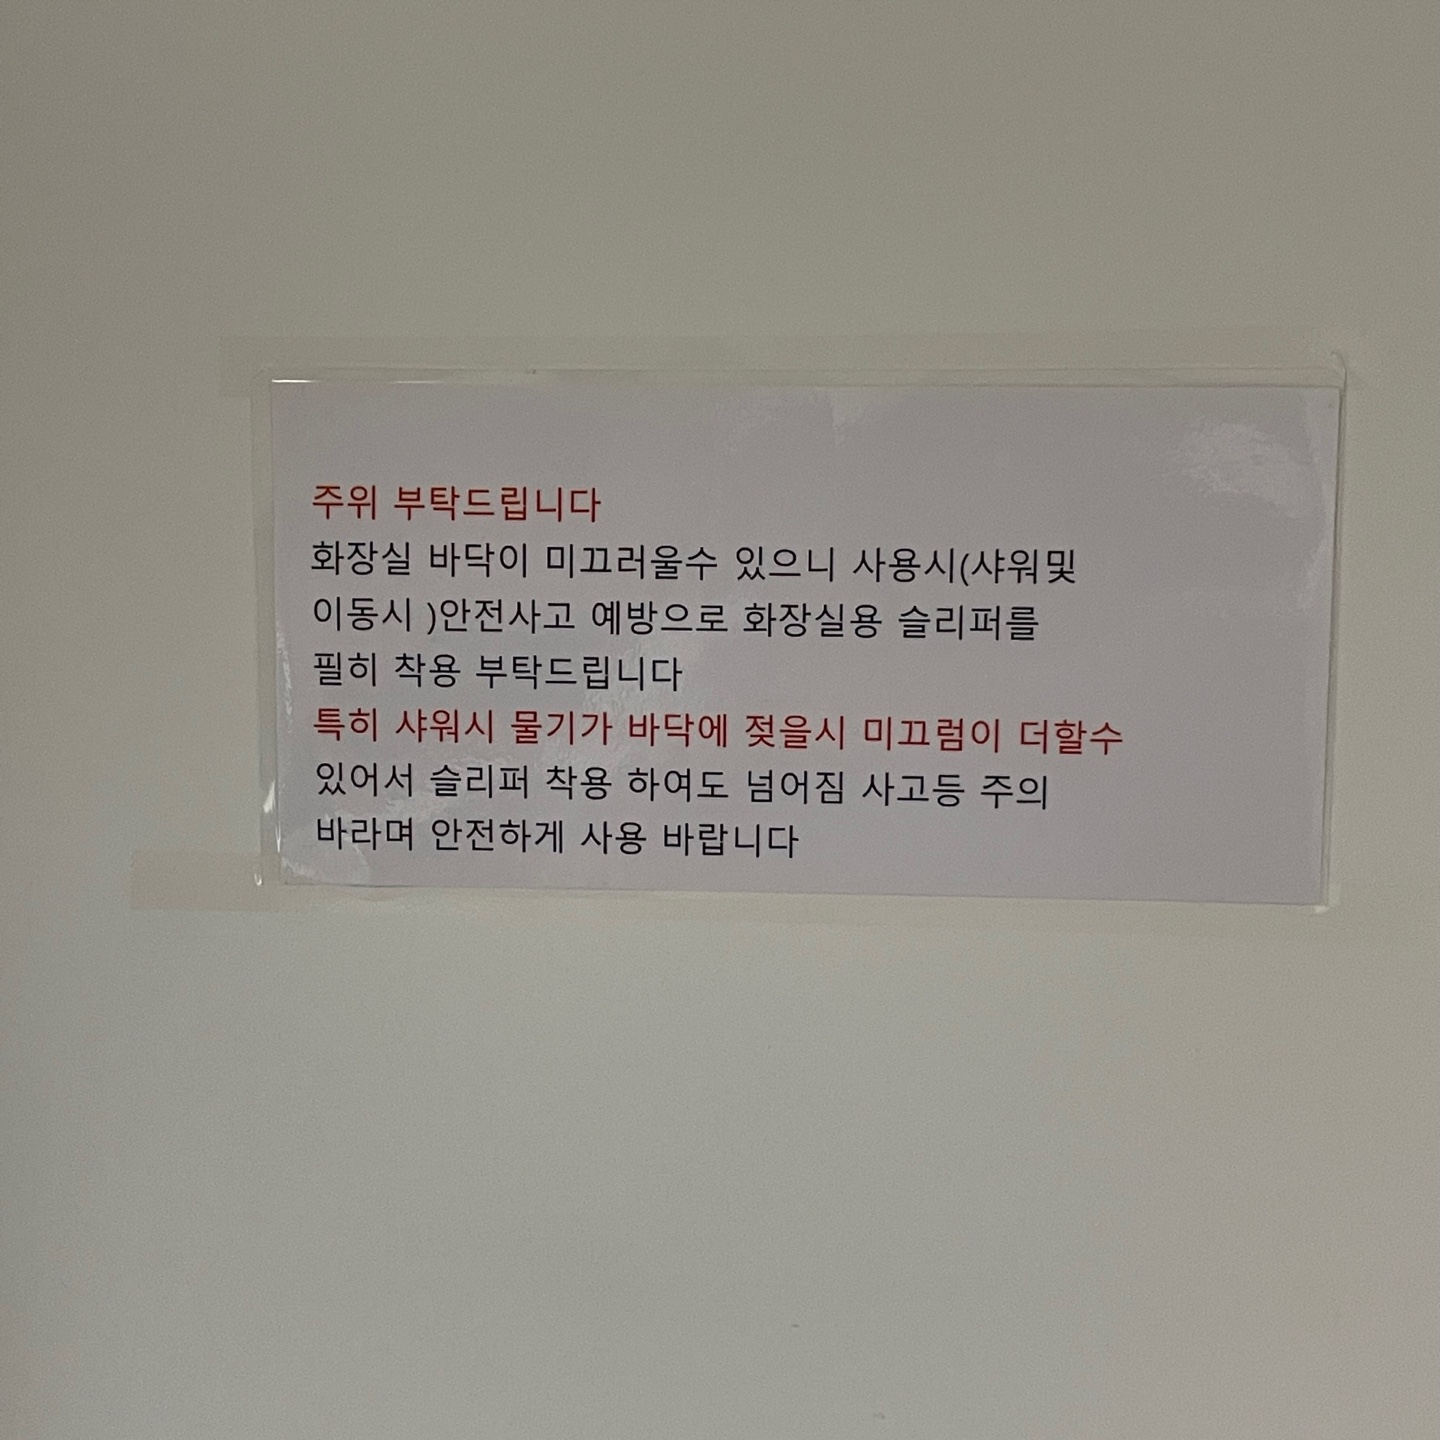 주위 부탁드립니다
화장실 바닥이 미끄러울수 있으니 사용시(샤워및
이동시 )안전사고 예방으로 화장실용 슬리퍼를
필히 착용 부탁드립니다
특히 샤워시 물기가 바닥에 젖을시 미끄럼이 더할수
있어서 슬리퍼 착용 하여도 넘어짐 사고등 주의
바라며 안전하게 사용 바랍니다